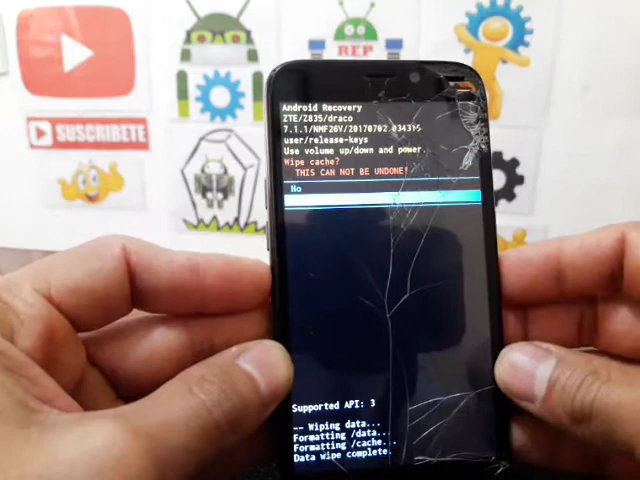 REP
SUSCRIBETE
Android Recovery
ZTE/Z835/draco
7.1.1/NMF26V/20170702.034315
user/release-keys
Use volume up/down and power.
Wipe cache?
THIS CAN NOT BE UNDONE!
No
Supported API: 3
-- Wiping data...
Formatting /data...
Formatting /cache...
Data wipe complete.